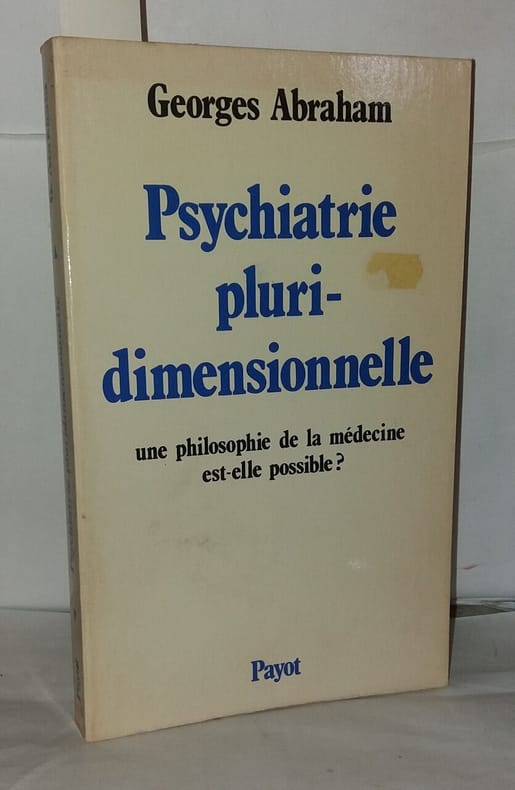 Georges Abraham
Psychiatrie
pluri-
dimensionnelle
une philosophie de la médecine
est-elle possible?
Payot